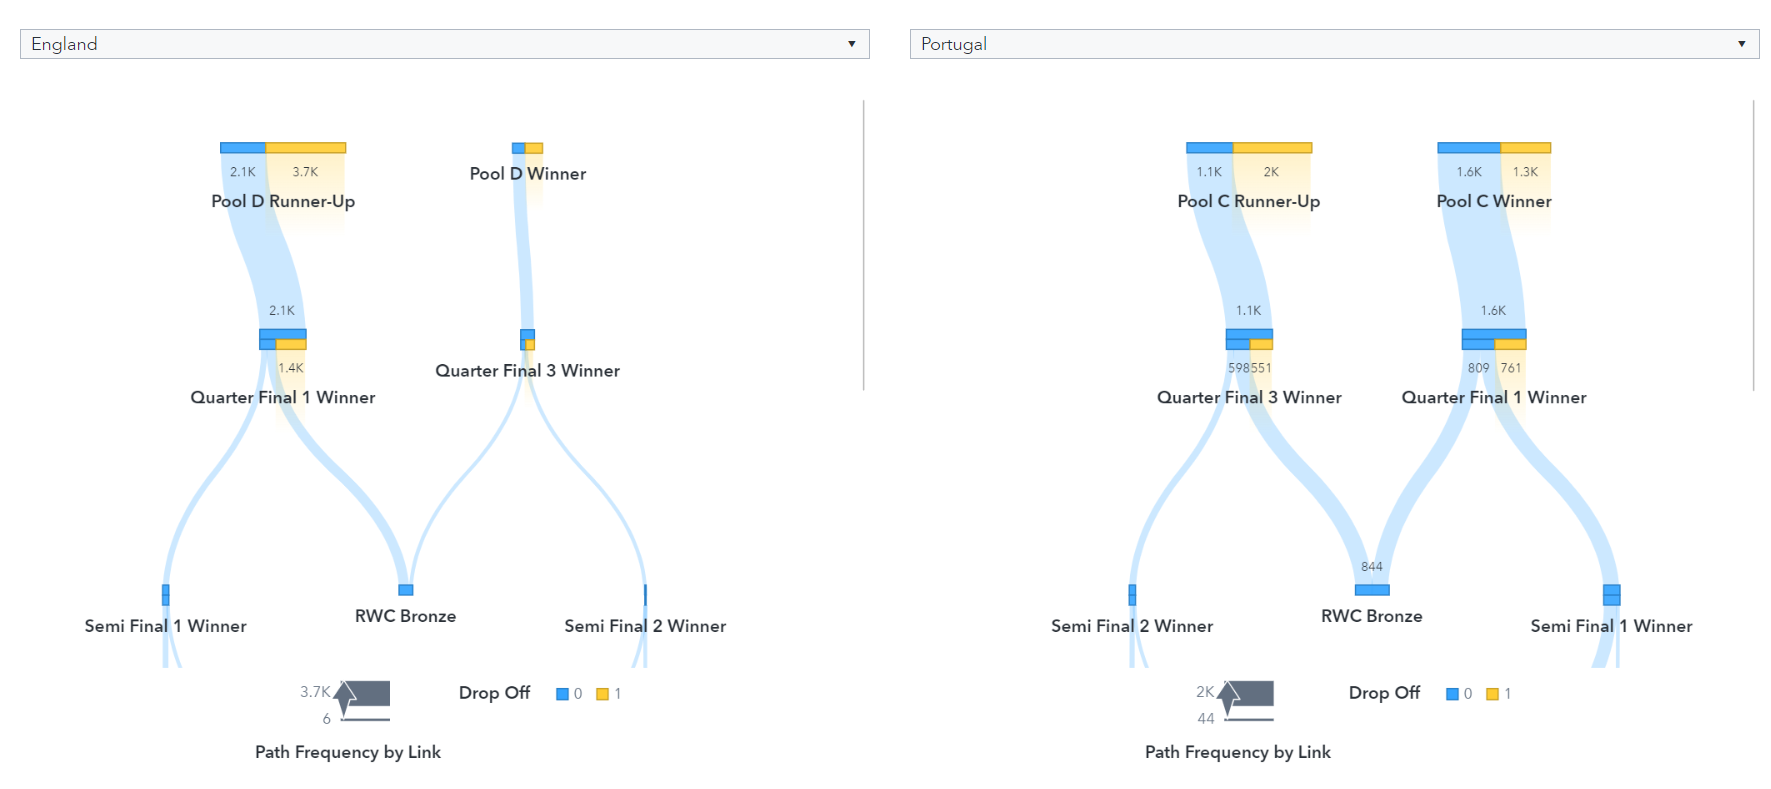 England
Portugal
2.1K 3.7K
Pool D Runner-Up
Pool D Winner
2.1K
1.4K
Quarter Final 1 Winner
Quarter Final 3 Winner
Semi Final 1 Winner
RWC Bronze
Semi Final 2 Winner
3.7K
6
Path Frequency by Link
Drop Off 0 1
1.1K 2K
Pool C Runner-Up
1.6K 1.3K
Pool C Winner
1.1K
598 551
Quarter Final 3 Winner
1.6K
809 761
Quarter Final 1 Winner
Semi Final 2 Winner
844
RWC Bronze
Semi Final 1 Winner
2K
44
Path Frequency by Link
Drop Off 0 1